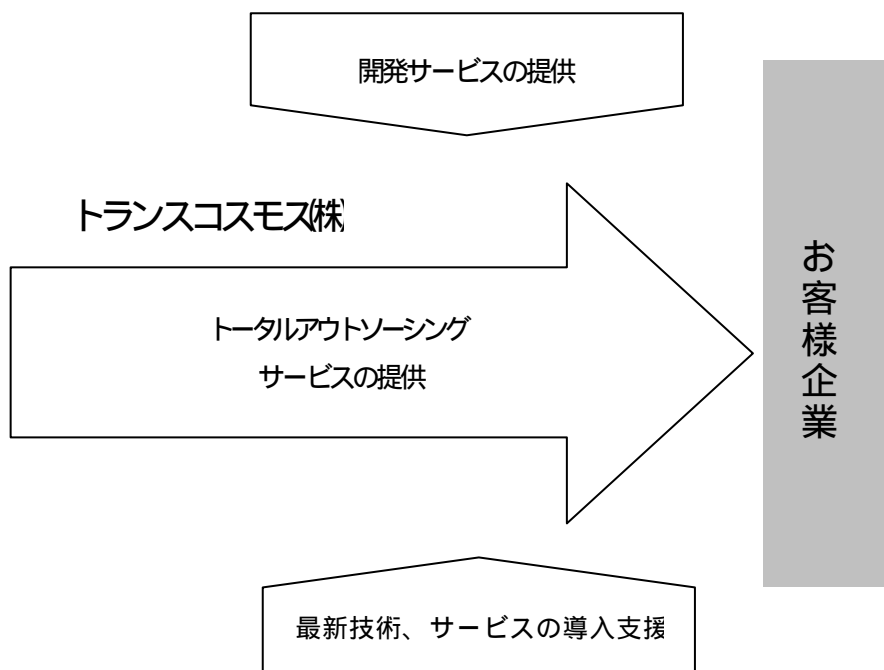 開発サービスの提供
トランスコスモス㈱
トータルアウトソーシング
サービスの提供
お客様企業
最新技術、サービスの導入支援